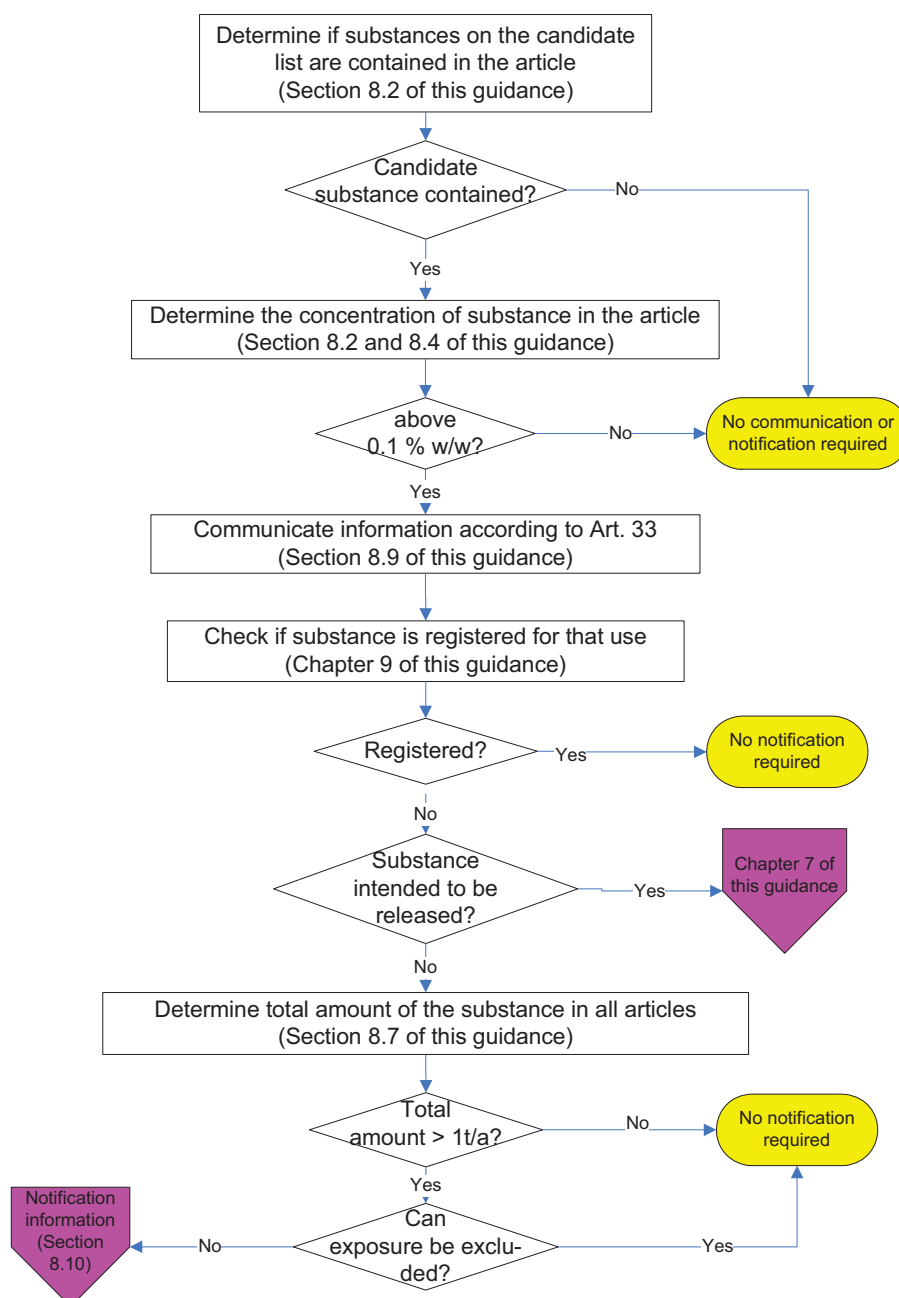 Determine if substances on the candidate
list are contained in the article
(Section 8.2 of this guidance)
Candidate
substance contained?
No
Yes
Determine the concentration of substance in the article
(Section 8.2 and 8.4 of this guidance)
above
0.1 % w/w?
No
No communication or
notification required
Yes
Communicate information according to Art. 33
(Section 8.9 of this guidance)
Check if substance is registered for that use
(Chapter 9 of this guidance)
Registered?
Yes
No notification
required
No
Substance
intended to be
released?
Yes
Chapter 7 of
this guidance
No
Determine total amount of the substance in all articles
(Section 8.7 of this guidance)
Total
amount > 1t/a?
No
No notification
required
Yes
Notification
information
(Section
8.10)
No
Can
exposure be exclu-
ded?
Yes